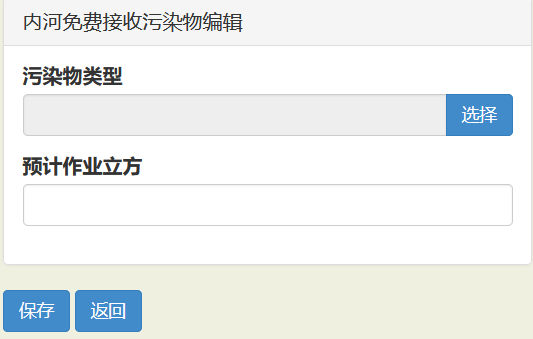 内河免费接收污染物编辑
污染物类型
选择
预计作业立方
保存 返回